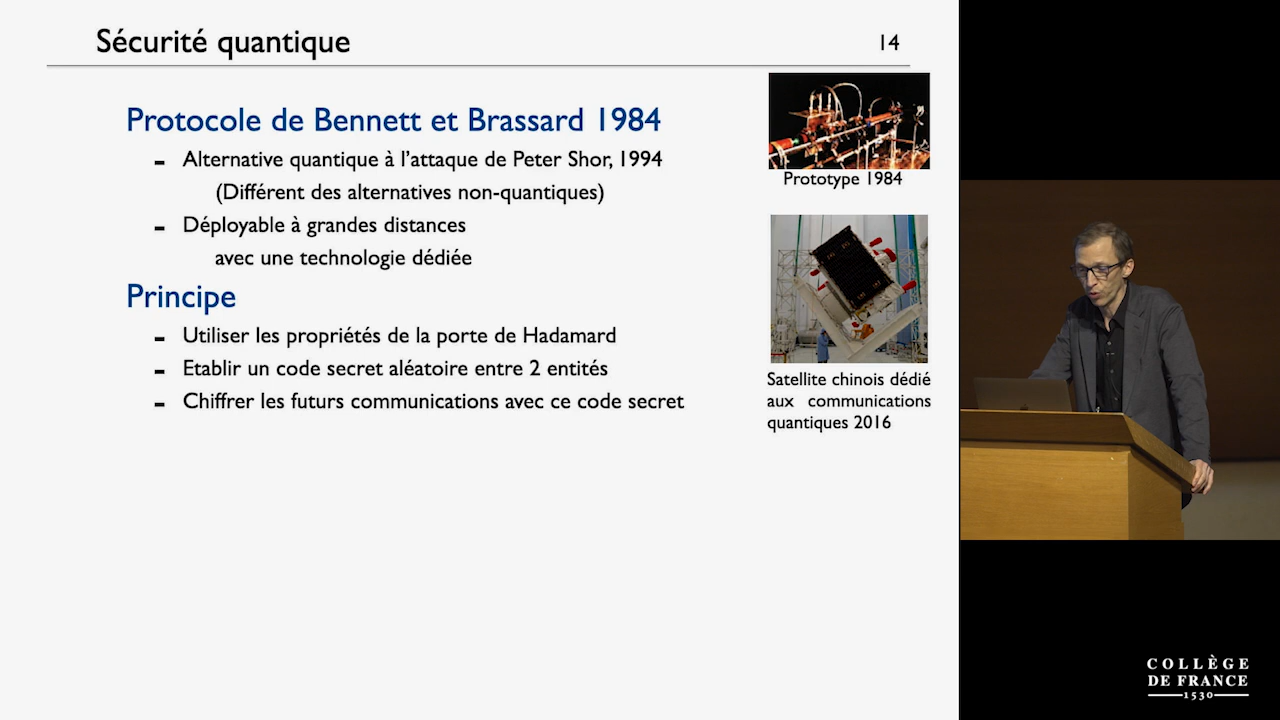 Sécurité quantique
14
Protocole de Bennett et Brassard 1984
- Alternative quantique à l'attaque de Peter Shor, 1994
(Différent des alternatives non-quantiques)
- Déployable à grandes distances
avec une technologie dédiée
Principe
- Utiliser les propriétés de la porte de Hadamard
- Etablir un code secret aléatoire entre 2 entités
- Chiffrer les futurs communications avec ce code secret
Prototype 1984
Satellite chinois dédié
aux communications
quantiques 2016
COLLÈGE
DE FRANCE
1530